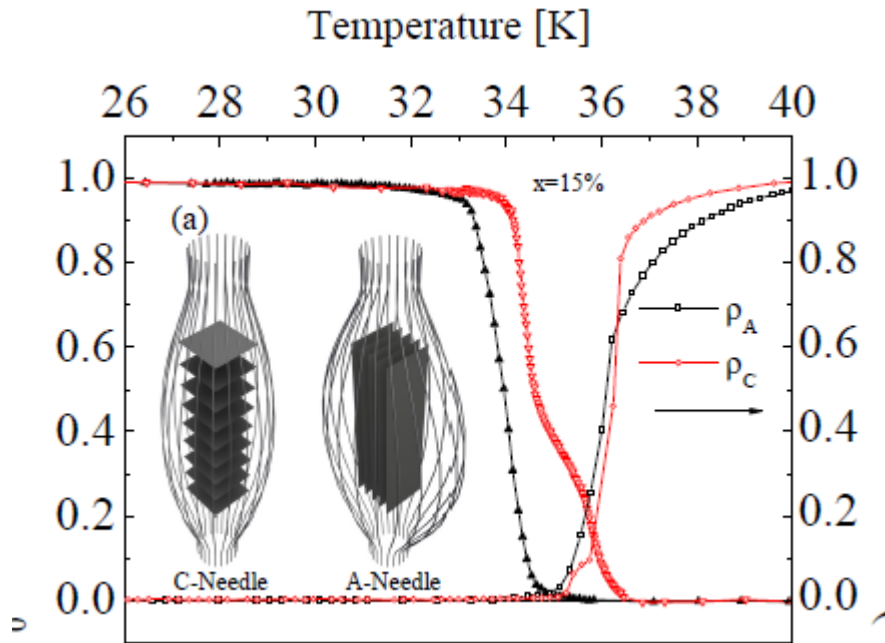 Temperature [K]
26 28 30 32 34 36 38 40
x=15%
1.0 1.0
(a)
0.8 0.8
ρA
0.6 0.6
ρC
0.4 0.4
0.2 0.2
C-Needle A-Needle
0.0 0.0